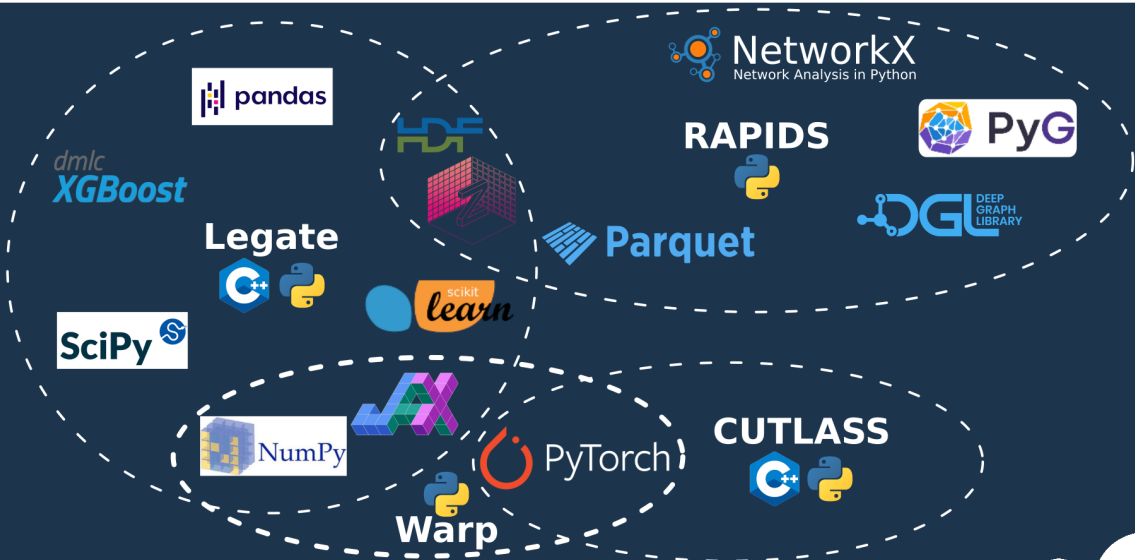 NetworkX
Network Analysis in Python
pandas
HDF
RAPIDS
PyG
dmlc
XGBoost
Z
DGL DEEP
GRAPH
LIBRARY
Legate
Parquet
C++
scikit
learn
SciPy S
JAX
NumPy
PyTorch
CUTLASS
C++
Warp